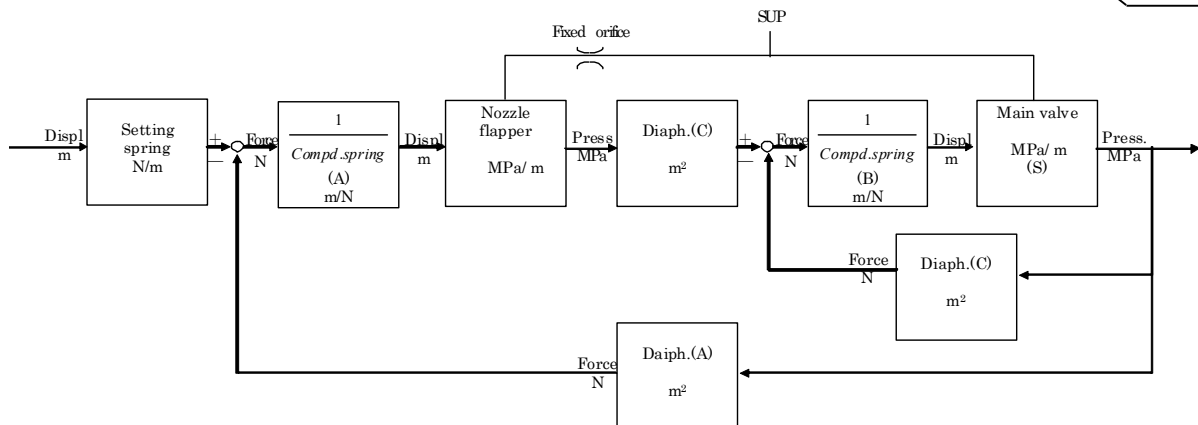 SUP
Fixed orifice
Displ
m
Setting
spring
N/m
+
—
Force
N
1
Compd.spring
(A)
m/N
Displ
m
Nozzle
flapper
MPa/ m
Press
MPa
Diaph.(C)
m²
+
—
Force
N
1
Compd.spring
(B)
m/N
Displ
m
Main valve
MPa/ m
(S)
Press.
MPa
Force
N
Diaph.(C)
m²
Force
N
Daiph.(A)
m²